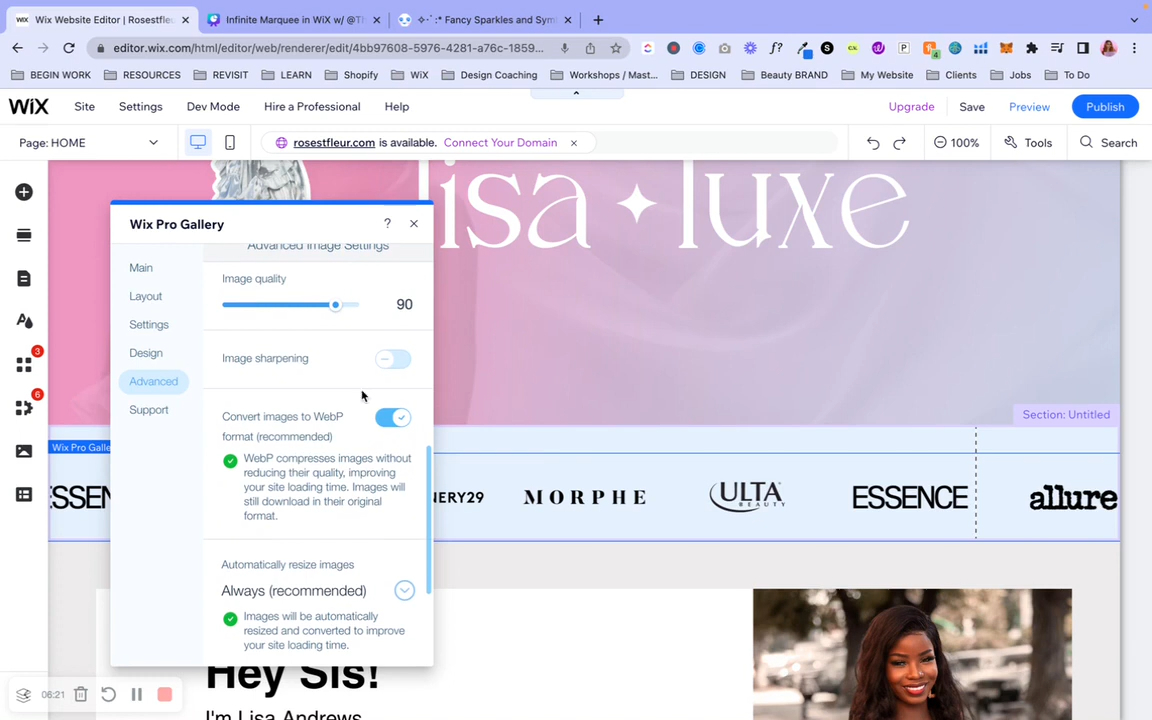 Wix Website Editor | Rosestfleu
Infinite Marquee in WiX w/ @Th
✧･ﾟ:* Fancy Sparkles and Sym
editor.wix.com/html/editor/web/renderer/edit/4bb97608-5976-4281-a76c-1859...
BEGIN WORK
RESOURCES
REVISIT
LEARN
Shopify
WiX
Design Coaching
Workshops / Mast...
DESIGN
Beauty BRAND
My Website
Clients
Jobs
To Do
WiX
Site
Settings
Dev Mode
Hire a Professional
Help
Upgrade
Save
Preview
Publish
Page: HOME
rosestfleur.com is available. Connect Your Domain
100%
Tools
Search
lisa ✦ luxe
Wix Pro Gallery
?
Main
Layout
Settings
Design
Advanced
Support
Advanced Image Settings
Image quality
90
Image sharpening
Convert images to WebP
format (recommended)
WebP compresses images without
reducing their quality, improving
your site loading time. Images will
still download in their original
format.
Automatically resize images
Always (recommended)
Images will be automatically
resized and converted to improve
your site loading time.
3
6
Section: Untitled
Wix Pro Galle
ESSEN
NERY29
MORPHE
ULTA
BEAUTY
ESSENCE
allure
Hey Sis!
I'm Lisa Andrews
06:21